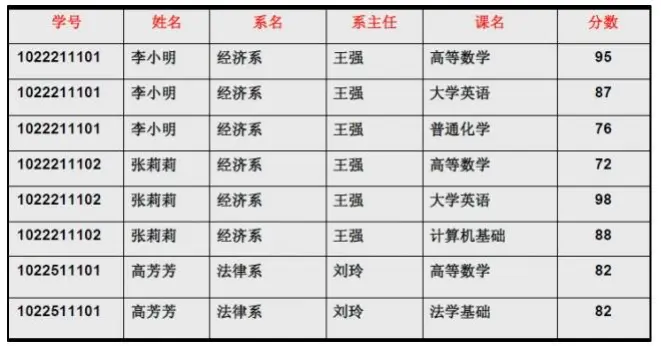 学号 姓名 系名 系主任 课名 分数
1022211101 李小明 经济系 王强 高等数学 95
1022211101 李小明 经济系 王强 大学英语 87
1022211101 李小明 经济系 王强 普通化学 76
1022211102 张莉莉 经济系 王强 高等数学 72
1022211102 张莉莉 经济系 王强 大学英语 98
1022211102 张莉莉 经济系 王强 计算机基础 88
1022511101 高芳芳 法律系 刘玲 高等数学 82
1022511101 高芳芳 法律系 刘玲 法学基础 82